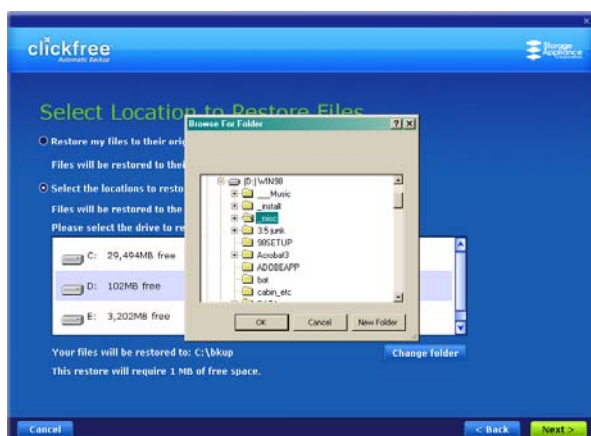 clickfree
Automatic Backup
Storage
Appliance
Select Location to Restore Files
Restore my files to their orig
Files will be restored to thei
Select the locations to resto
Files will be restored to the
Please select the drive to re
C: 29,494MB free
D: 102MB free
E: 3,202MB free
Your files will be restored to: C:\bkup
Change folder
This restore will require 1 MB of free space.
Cancel
< Back
Next >
Browse For Folder
(D:) WIN98
___Music
_install
_misc
3.5 junk
98SETUP
Acrobat3
ADOBEAPP
bat
cabin_etc
OK
Cancel
New Folder